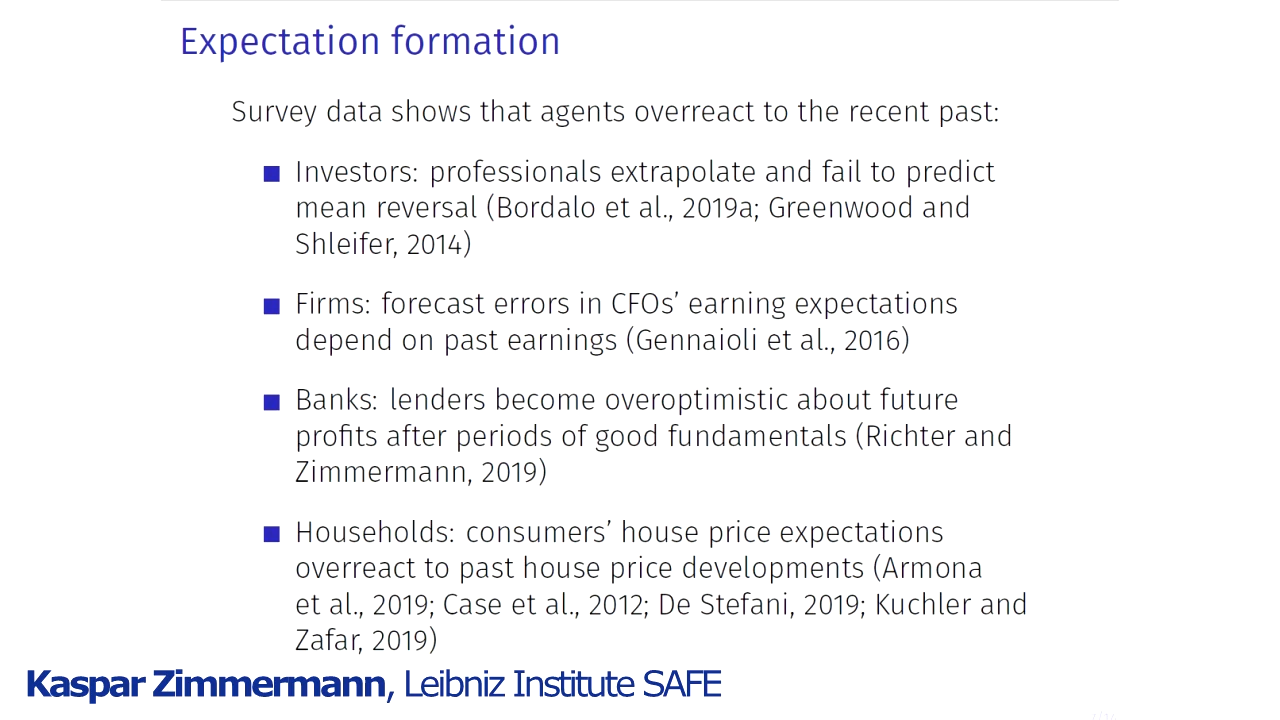 Expectation formation
Survey data shows that agents overreact to the recent past:
Investors: professionals extrapolate and fail to predict
mean reversal (Bordalo et al., 2019a; Greenwood and
Shleifer, 2014)
Firms: forecast errors in CFOs’ earning expectations
depend on past earnings (Gennaioli et al., 2016)
Banks: lenders become overoptimistic about future
profits after periods of good fundamentals (Richter and
Zimmermann, 2019)
Households: consumers’ house price expectations
overreact to past house price developments (Armona
et al., 2019; Case et al., 2012; De Stefani, 2019; Kuchler and
Zafar, 2019)
Kaspar Zimmermann, Leibniz Institute SAFE